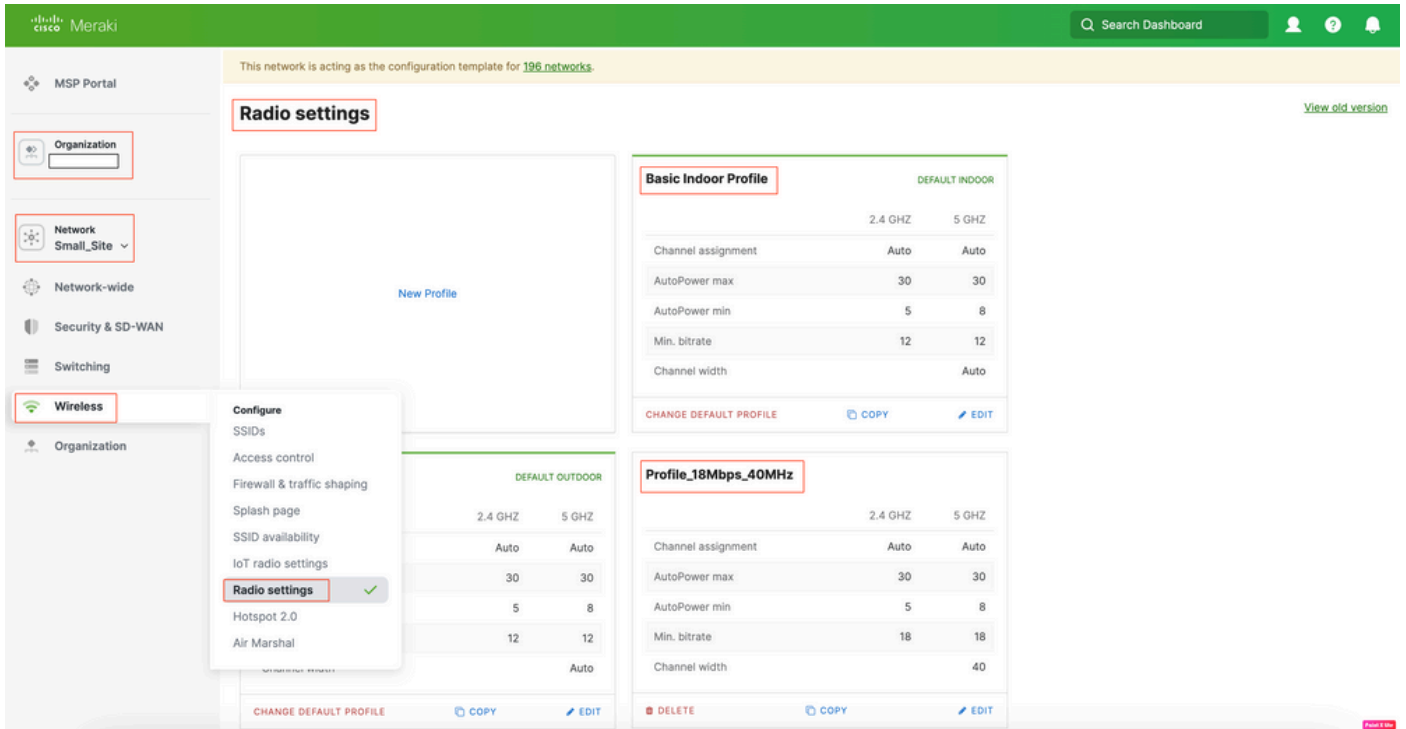 cisco Meraki
Search Dashboard
This network is acting as the configuration template for 196 networks.
MSP Portal
Organization
Network
Small_Site
Network-wide
Security & SD-WAN
Switching
Wireless
Organization
Configure
SSIDs
Access control
Firewall & traffic shaping
Splash page
SSID availability
IoT radio settings
Radio settings
Hotspot 2.0
Air Marshal
Radio settings
View old version
New Profile
Basic Indoor Profile
DEFAULT INDOOR
2.4 GHZ 5 GHZ
Channel assignment Auto Auto
AutoPower max 30 30
AutoPower min 5 8
Min. bitrate 12 12
Channel width Auto
CHANGE DEFAULT PROFILE COPY EDIT
DEFAULT OUTDOOR
2.4 GHZ 5 GHZ
Auto Auto
30 30
5 8
12 12
Channel width Auto
CHANGE DEFAULT PROFILE COPY EDIT
Profile_18Mbps_40MHz
2.4 GHZ 5 GHZ
Channel assignment Auto Auto
AutoPower max 30 30
AutoPower min 5 8
Min. bitrate 18 18
Channel width 40
DELETE COPY EDIT